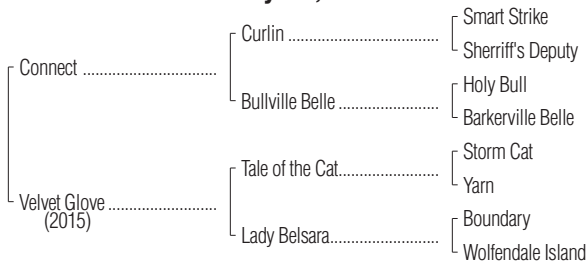 Curlin
Smart Strike
Sherriff's Deputy
Connect
Bullville Belle
Holy Bull
Barkerville Belle
Velvet Glove
(2015)
Tale of the Cat
Storm Cat
Yarn
Lady Belsara
Boundary
Wolfendale Island